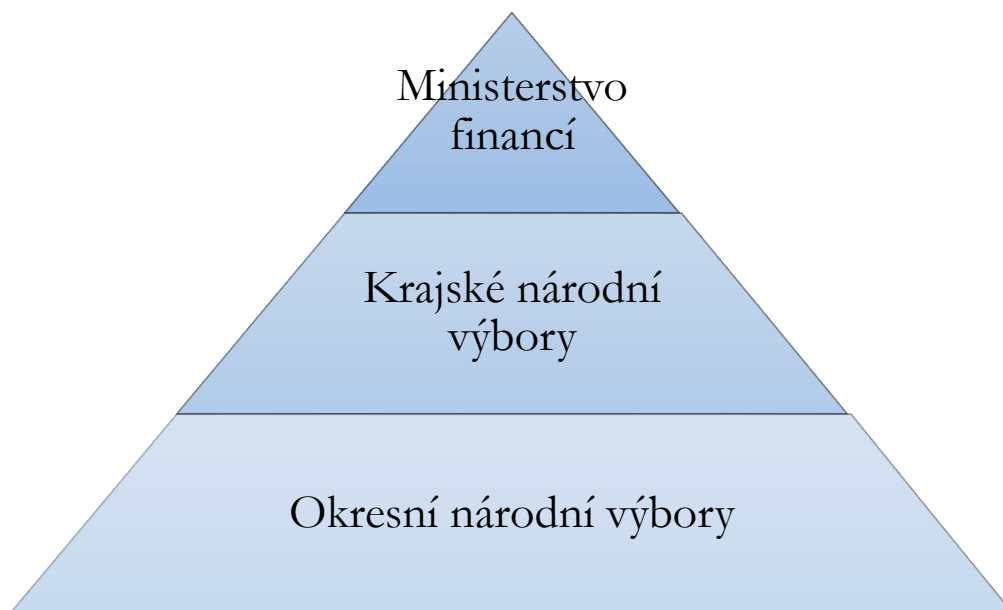 Ministerstvo
financí
Krajské národní
výbory
Okresní národní výbory